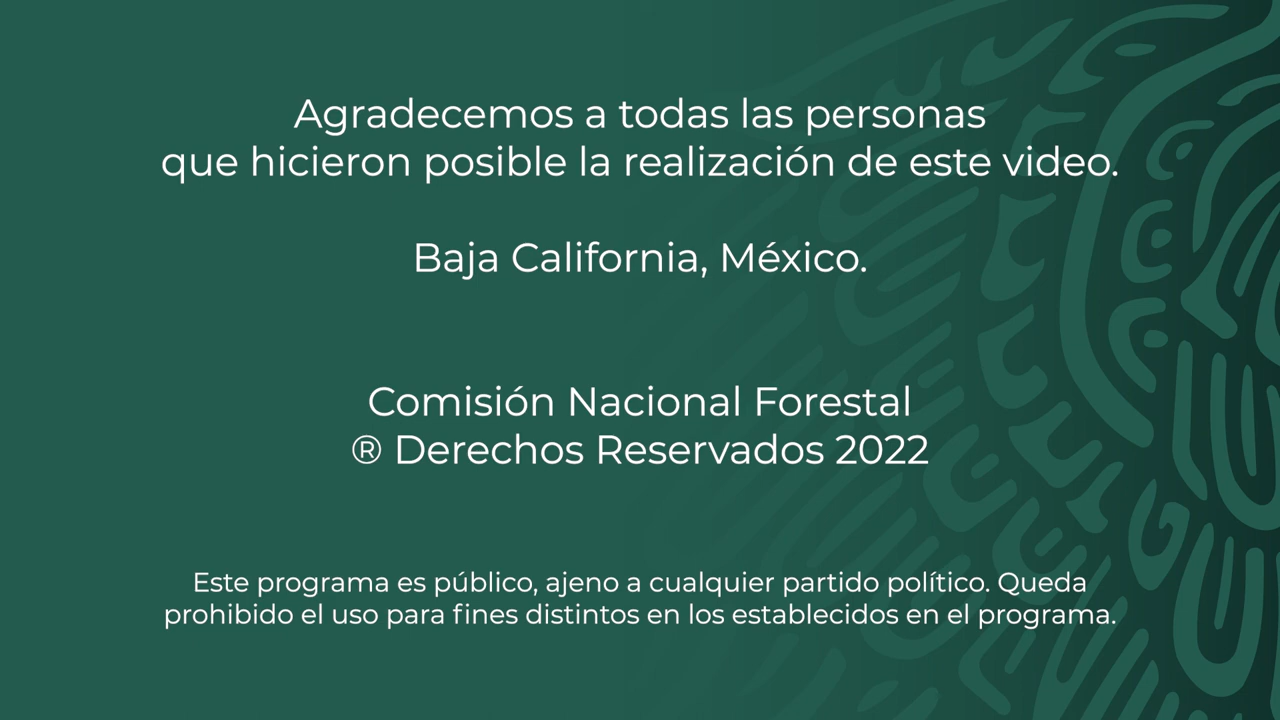 Agradecemos a todas las personas
que hicieron posible la realización de este video.
Baja California, México.
Comisión Nacional Forestal
® Derechos Reservados 2022
Este programa es público, ajeno a cualquier partido político. Queda
prohibido el uso para fines distintos en los establecidos en el programa.